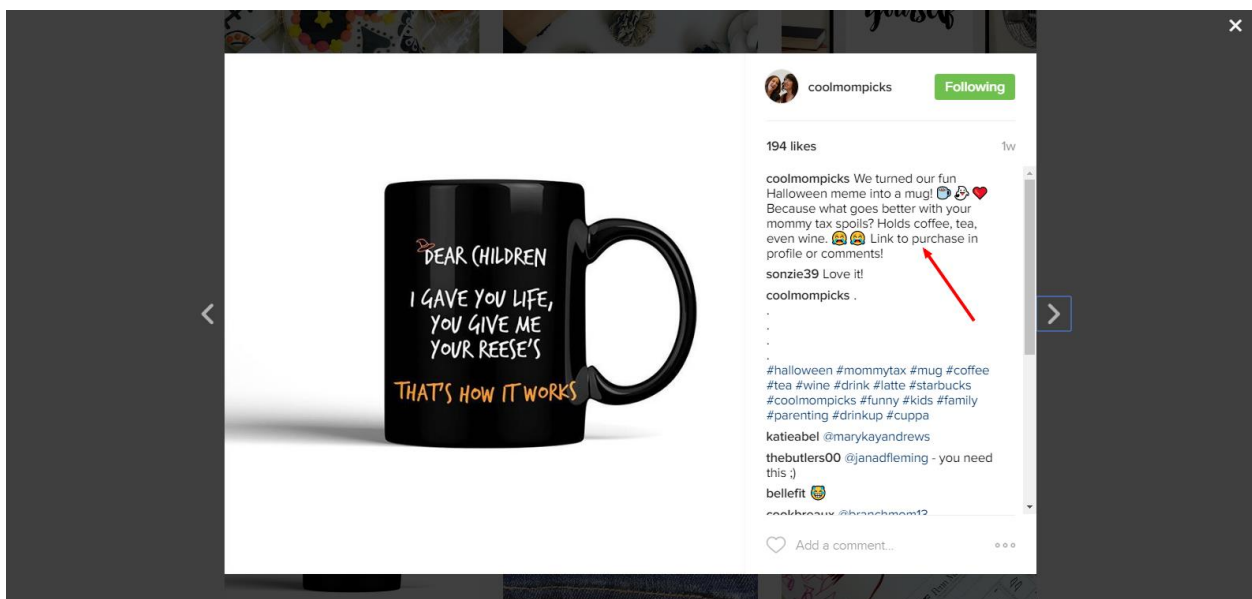 yourself
DEAR CHILDREN
I GAVE YOU LIFE,
YOU GIVE ME
YOUR REESE'S
THAT'S HOW IT WORKS
coolmompicks
Following
194 likes
1w
coolmompicks We turned our fun
Halloween meme into a mug! ☕👻❤️
Because what goes better with your
mommy tax spoils? Holds coffee, tea,
even wine. 😂😂 Link to purchase in
profile or comments!
sonzie39 Love it!
coolmompicks .
.
.
.
.
#halloween #mommytax #mug #coffee
#tea #wine #drink #latte #starbucks
#coolmompicks #funny #kids #family
#parenting #drinkup #cuppa
katieabel @marykayandrews
thebutlers00 @janadfleming - you need
this ;)
bellefit 😂
cookbreaux @branchmom13
Add a comment...